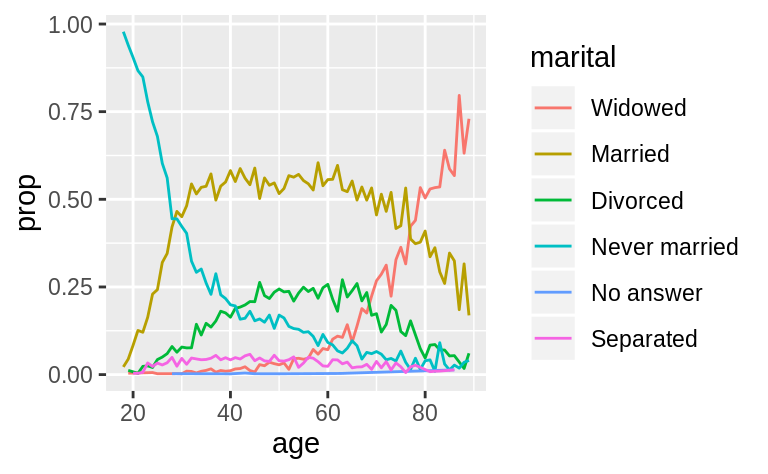 1.00
0.75
0.50
0.25
0.00
prop
20 40 60 80
age
marital
Widowed
Married
Divorced
Never married
No answer
Separated